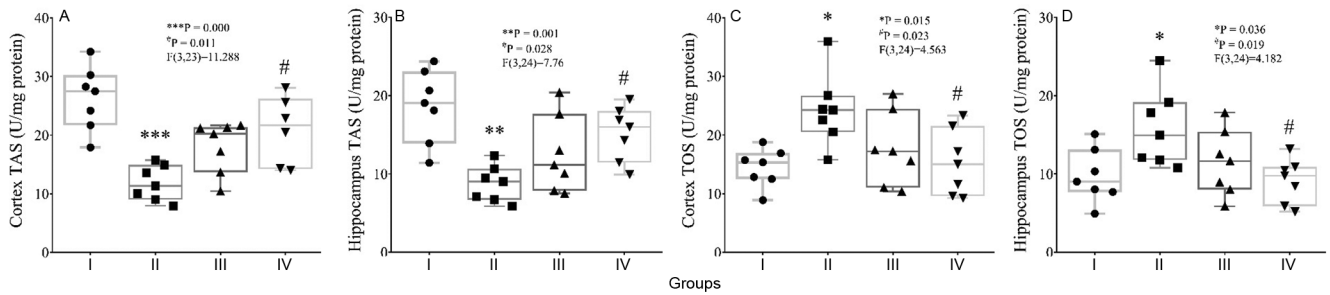 A
Cortex TAS (U/mg protein)
40
30
20
10
0
***P = 0.000
#P = 0.011
F(3,23)=11.288
***
#
I II III IV
B
Hippocampus TAS (U/mg protein)
30
20
10
0
**P = 0.001
#P = 0.028
F(3,24)=7.76
**
#
I II III IV
C
Cortex TOS (U/mg protein)
40
30
20
10
0
*P = 0.015
#P = 0.023
F(3,24)=4.563
*
#
I II III IV
D
Hippocampus TOS (U/mg protein)
30
20
10
0
*P = 0.036
#P = 0.019
F(3,24)=4.182
*
#
I II III IV
Groups